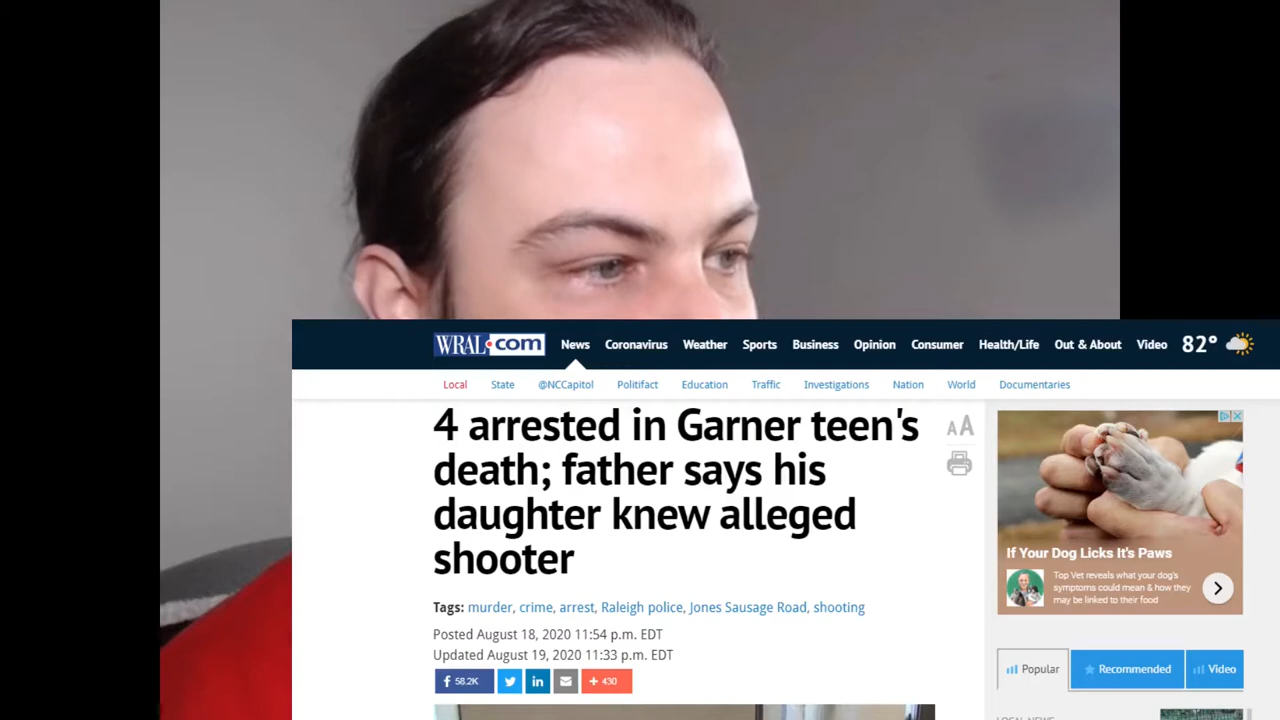 WRAL.com News Coronavirus Weather Sports Business Opinion Consumer Health/Life Out & About Video 82°
Local State @NCCapitol Politifact Education Traffic Investigations Nation World Documentaries
4 arrested in Garner teen's
death; father says his
daughter knew alleged
shooter
AA
Tags: murder, crime, arrest, Raleigh police, Jones Sausage Road, shooting
Posted August 18, 2020 11:54 p.m. EDT
Updated August 19, 2020 11:33 p.m. EDT
58.2K
+ 430
If Your Dog Licks It's Paws
Top Vet reveals what your dog's
symptoms could mean & how they
may be linked to their food
Popular Recommended Video
LOCAL NEWS